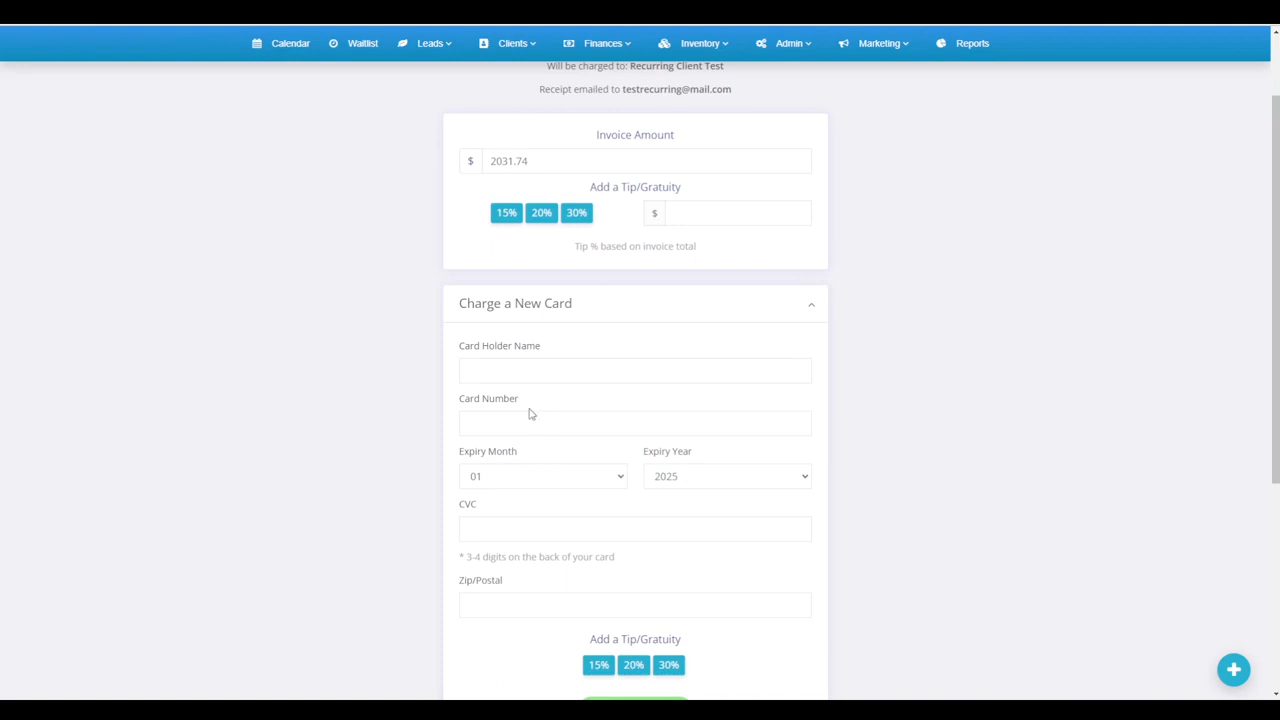 Calendar Waitlist Leads Clients Finances Inventory Admin Marketing Reports
Will be charged to: Recurring Client Test
Receipt emailed to testrecurring@mail.com
Invoice Amount
$ 2031.74
Add a Tip/Gratuity
15% 20% 30% $
Tip % based on invoice total
Charge a New Card
Card Holder Name
Card Number
Expiry Month Expiry Year
01 2025
CVC
* 3-4 digits on the back of your card
Zip/Postal
Add a Tip/Gratuity
15% 20% 30%